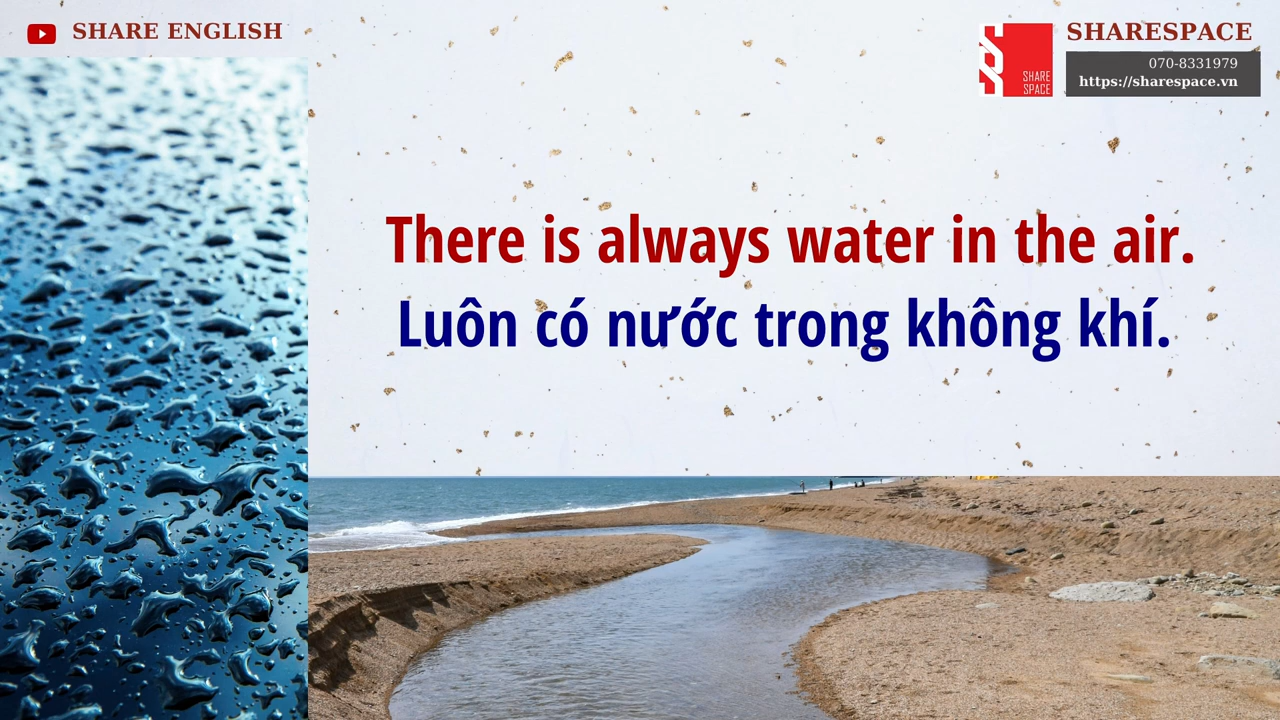 SHARE ENGLISH
SHARESPACE
070-8331979
https://sharespace.vn
SHARE
SPACE
There is always water in the air.
Luôn có nước trong không khí.